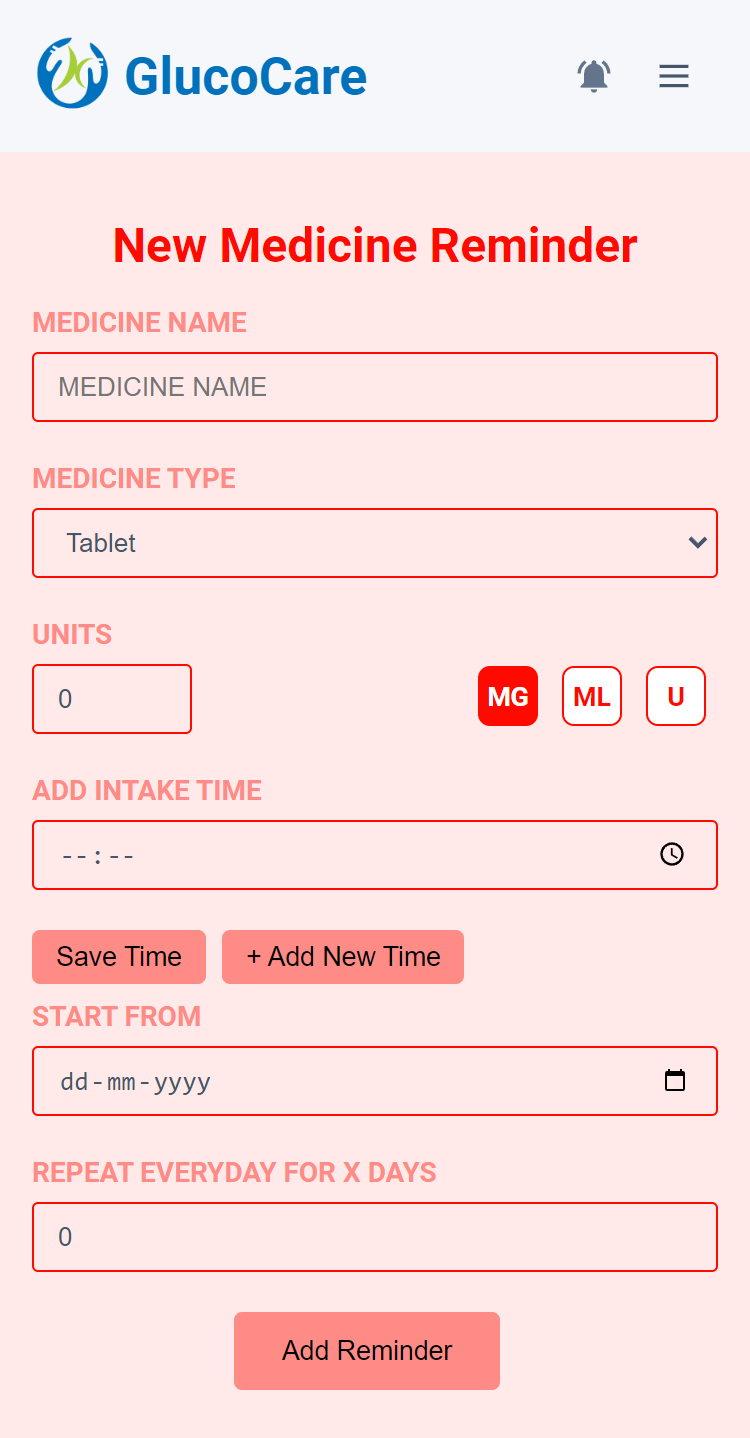 GlucoCare
New Medicine Reminder
MEDICINE NAME
MEDICINE NAME
MEDICINE TYPE
Tablet
UNITS
0 MG ML U
ADD INTAKE TIME
--:--
Save Time + Add New Time
START FROM
dd-mm-yyyy
REPEAT EVERYDAY FOR X DAYS
0
Add Reminder